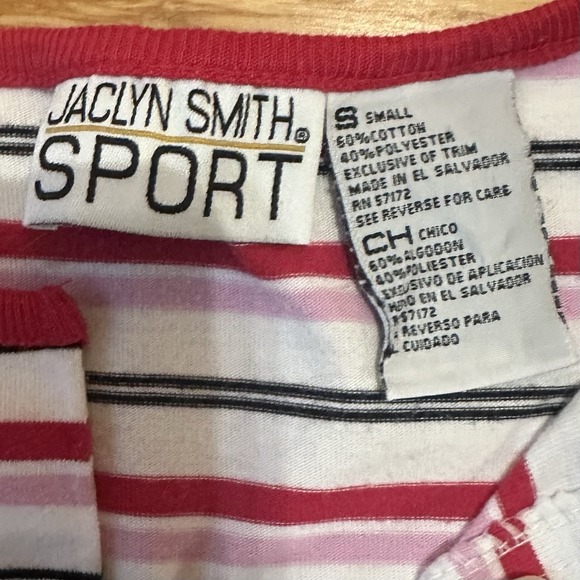 JACLYN SMITH®
SPORT
S SMALL
60% COTTON
40% POLYESTER
EXCLUSIVE OF TRIM
MADE IN EL SALVADOR
RN 57172
SEE REVERSE FOR CARE
CH CHICO
60% ALGODON
40% POLIESTER
EXCLUSIVO DE APLICACION
EN EL SALVADOR
57172
REVERSO PARA
CUIDADO